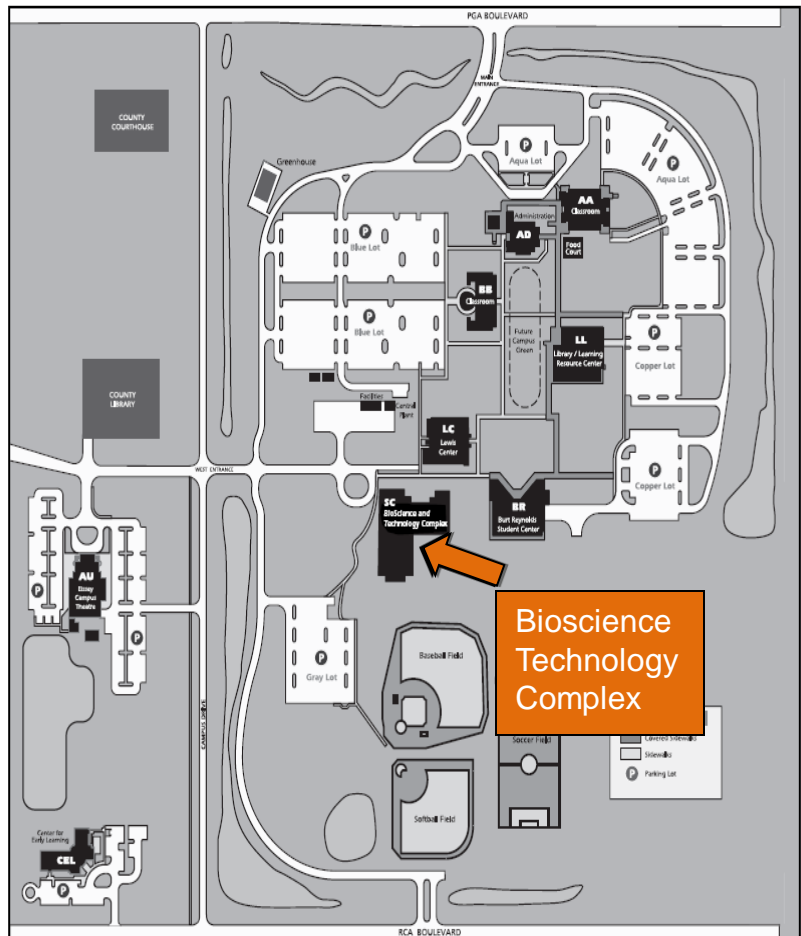 PGA BOULEVARD
MAIN
ENTRANCE
COUNTY
COURTHOUSE
P
Aqua Lot
P
Aqua Lot
Greenhouse
AA
Classroom
Administration
AD
Food
Court
P
Blue Lot
BB
Classroom
P
Blue Lot
Future
Campus
Green
LL
Library / Learning
Resource Center
P
Copper Lot
COUNTY
LIBRARY
Facilities
Central
Plant
LC
Lewis
Center
WEST ENTRANCE
P
Copper Lot
SC
BioScience and
Technology Complex
BR
Burt Reynolds
Student Center
AU
Eissey
Campus
Theatre
P
P
Bioscience
Technology
Complex
P
Gray Lot
Baseball Field
CAMPUS DRIVE
Soccer Field
Covered Sidewalks
Sidewalks
P Parking Lot
Softball Field
Center for
Early Learning
CEL
P
RCA BOULEVARD